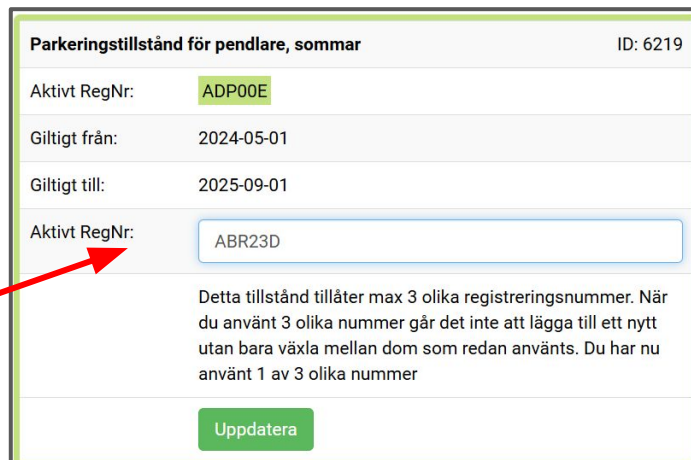 Parkeringstillstånd för pendlare, sommar ID: 6219
Aktivt RegNr: ADP00E
Giltigt från: 2024-05-01
Giltigt till: 2025-09-01
Aktivt RegNr: ABR23D
Detta tillstånd tillåter max 3 olika registreringsnummer. När
du använt 3 olika nummer går det inte att lägga till ett nytt
utan bara växla mellan dom som redan använts. Du har nu
använt 1 av 3 olika nummer
Uppdatera